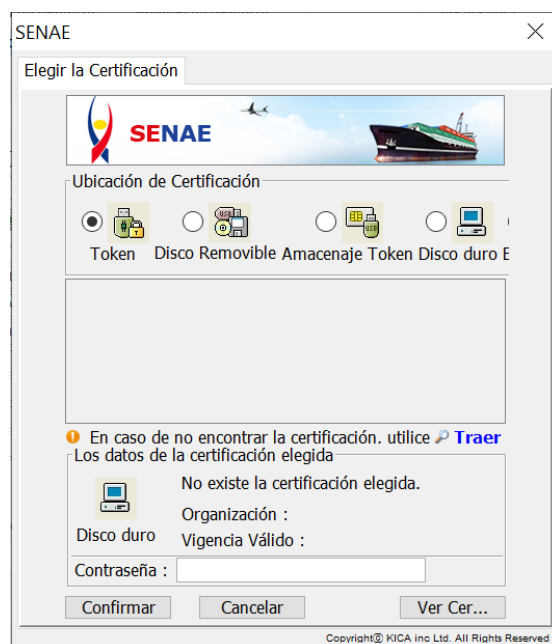 SENAE
Elegir la Certificación
SENAE
Ubicación de Certificación
Token Disco Removible Amacenaje Token Disco duro E
En caso de no encontrar la certificación. utilice Traer
Los datos de la certificación elegida
No existe la certificación elegida.
Organización :
Disco duro
Vigencia Válido :
Contraseña :
Confirmar Cancelar Ver Cer...
Copyrightⓒ KICA inc Ltd. All Rights Reserved